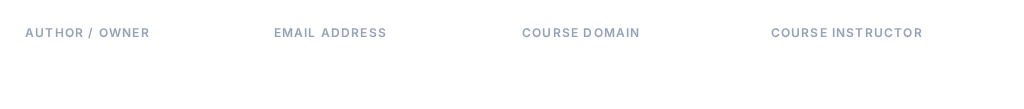 AUTHOR / OWNER EMAIL ADDRESS COURSE DOMAIN COURSE INSTRUCTOR